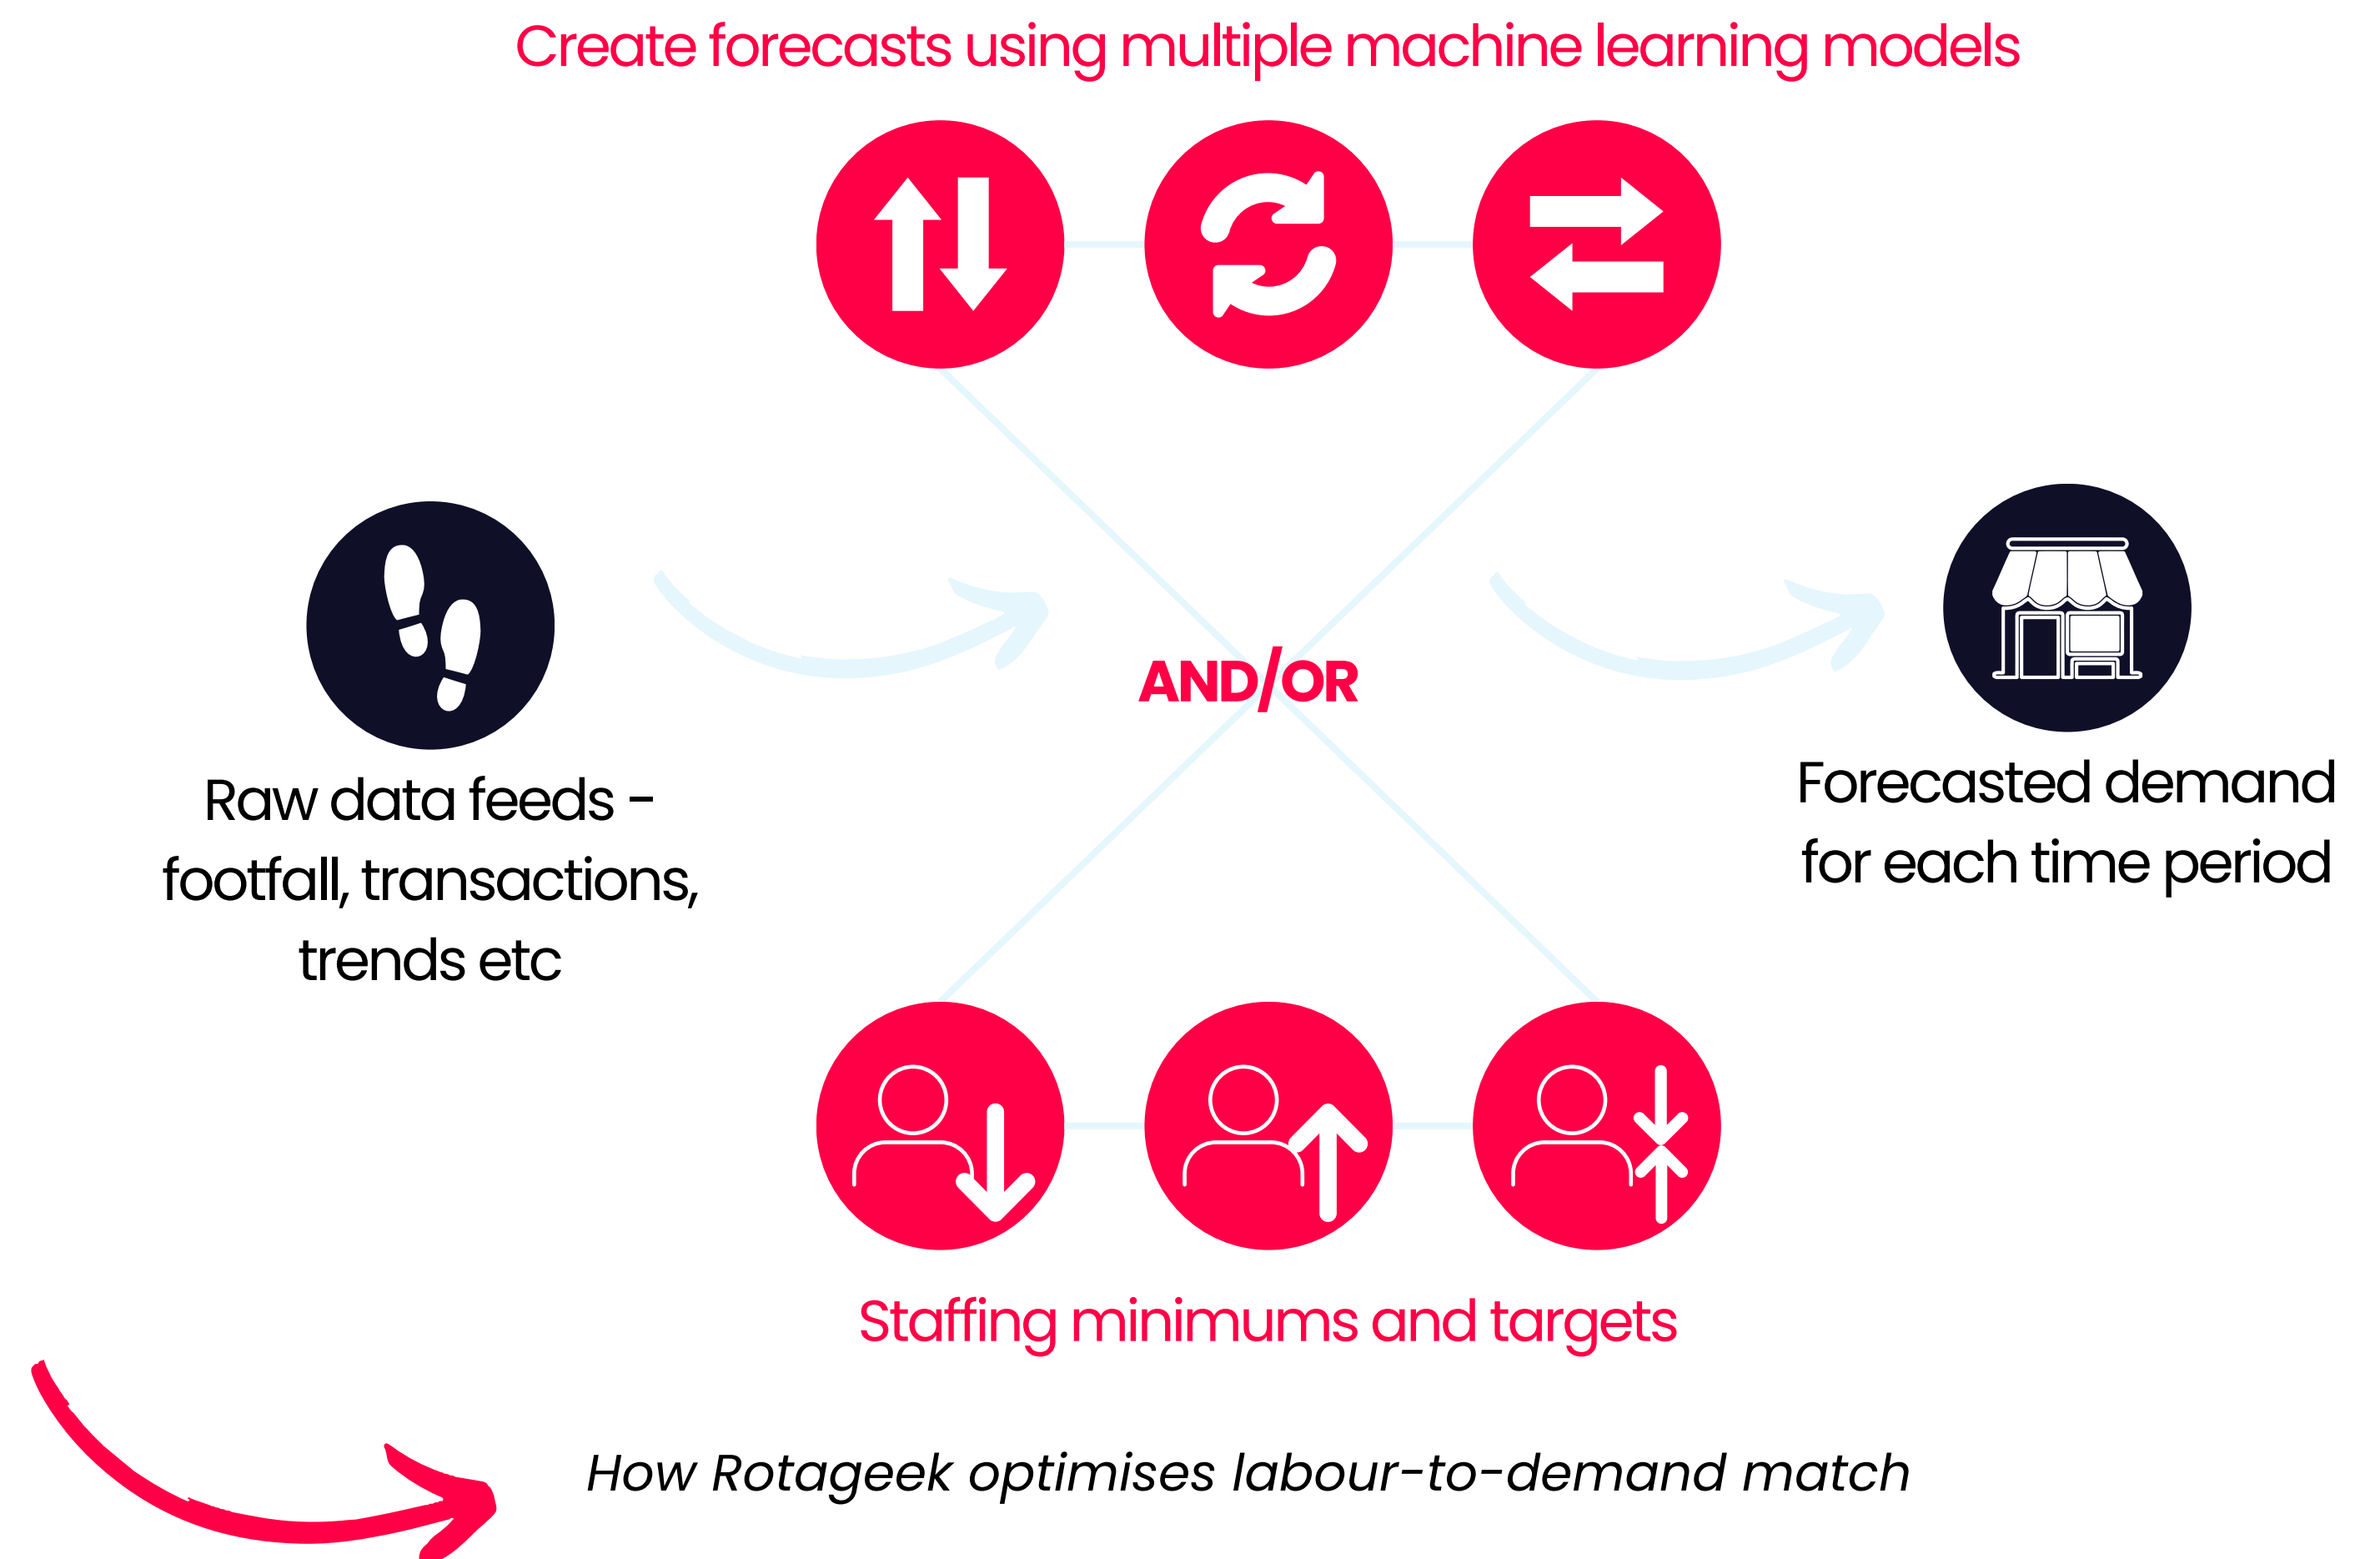 Create forecasts using multiple machine learning models
AND/OR
Raw data feeds -
footfall, transactions,
trends etc
Forecasted demand
for each time period
Staffing minimums and targets
How Rotageek optimises labour-to-demand match